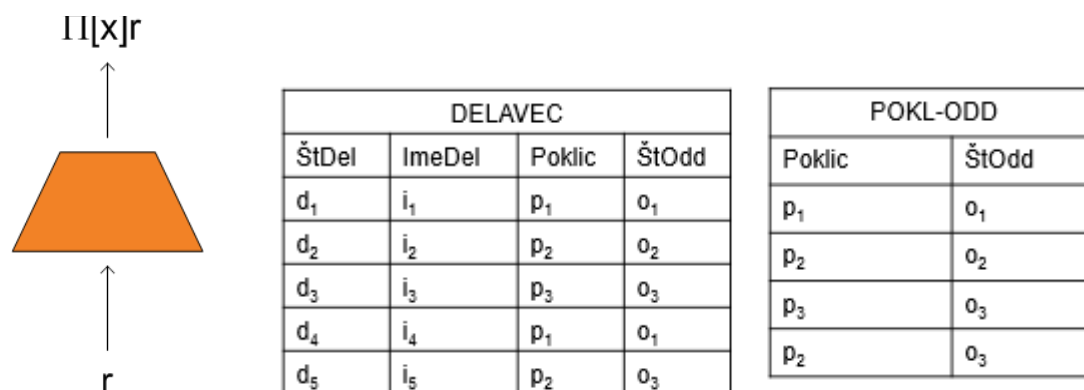 Π[x]r
r
DELAVEC
ŠtDel ImeDel Poklic ŠtOdd
d₁ i₁ p₁ o₁
d₂ i₂ p₂ o₂
d₃ i₃ p₃ o₃
d₄ i₄ p₁ o₁
d₅ i₅ p₂ o₃
POKL-ODD
Poklic ŠtOdd
p₁ o₁
p₂ o₂
p₃ o₃
p₂ o₃